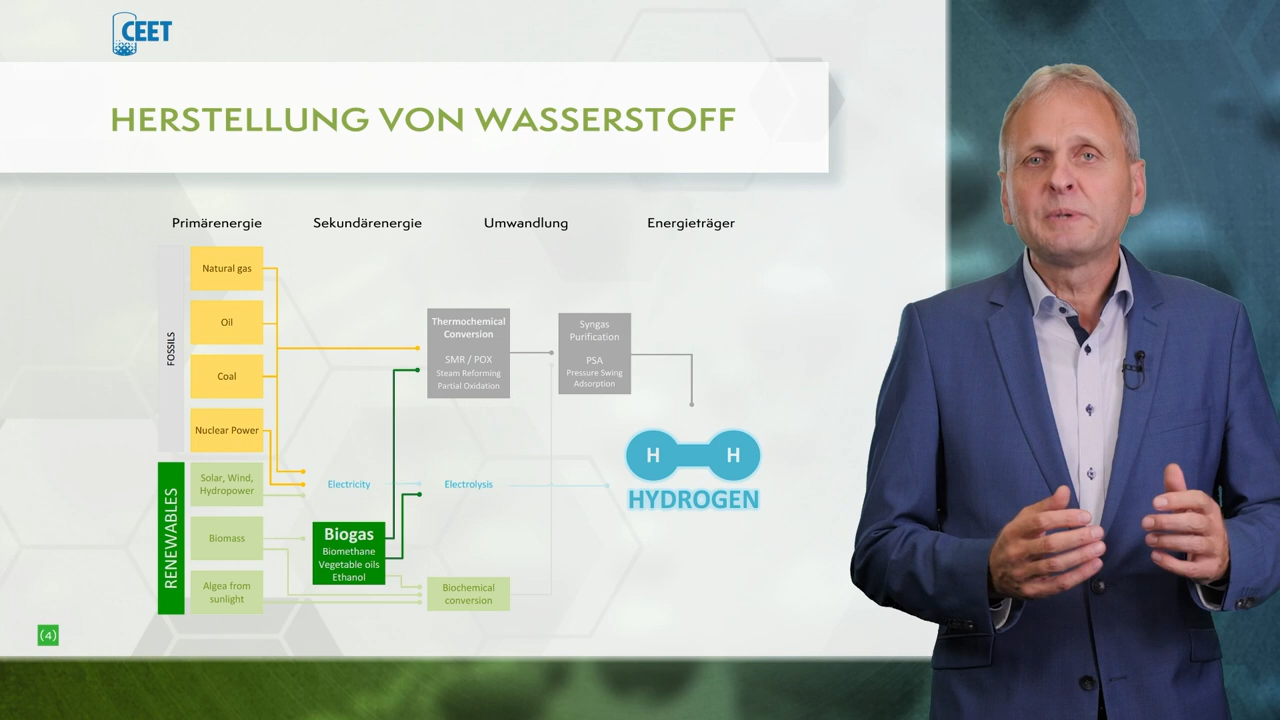 CEET
HERSTELLUNG VON WASSERSTOFF
Primärenergie
Sekundärenergie
Umwandlung
Energieträger
FOSSILS
Natural gas
Oil
Coal
Nuclear Power
RENEWABLES
Solar, Wind,
Hydropower
Biomass
Algea from
sunlight
Electricity
Biogas
Biomethane
Vegetable oils
Ethanol
Thermochemical
Conversion
SMR / POX
Steam Reforming
Partial Oxidation
Electrolysis
Biochemical
conversion
Syngas
Purification
PSA
Pressure Swing
Adsorption
H
H
HYDROGEN
(4)